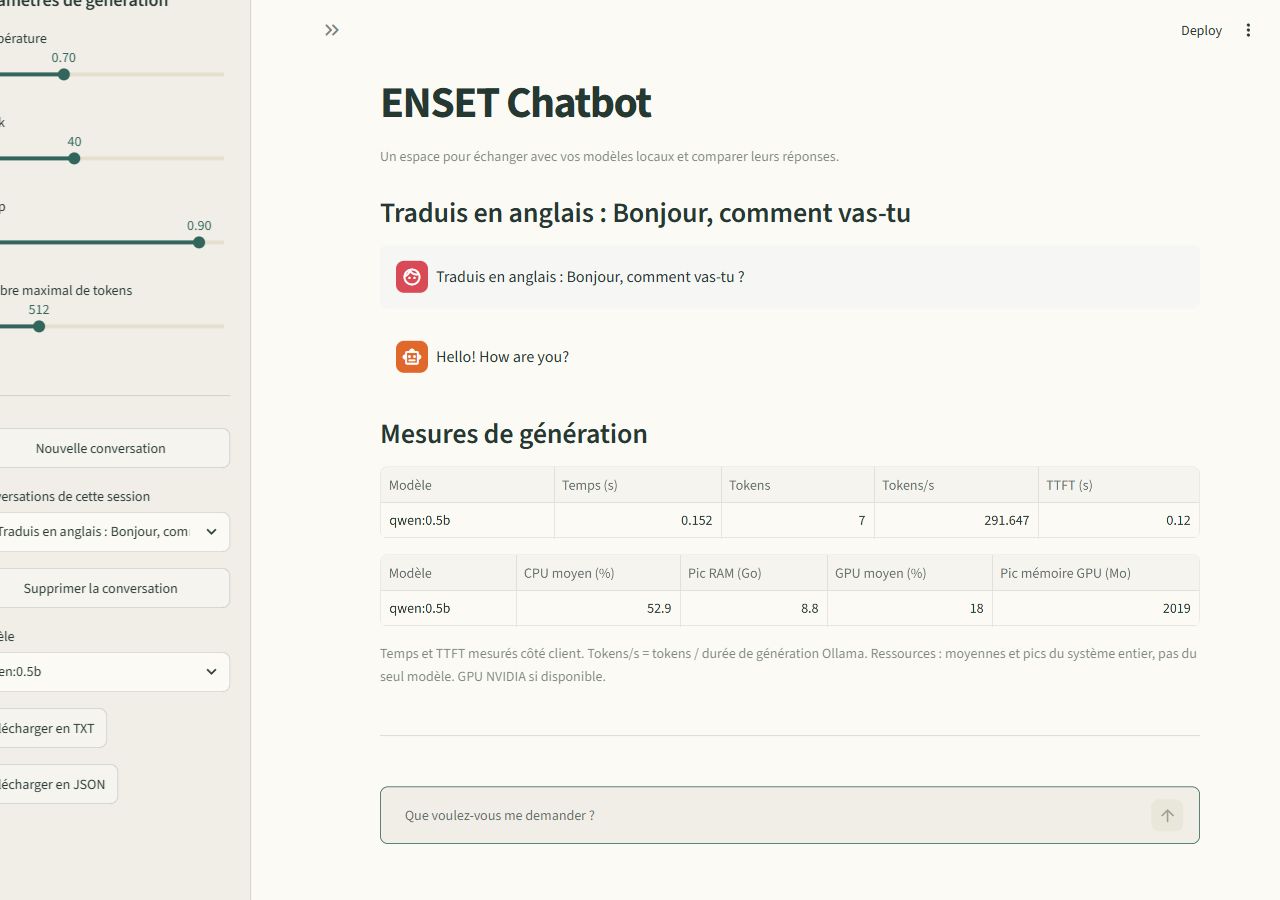 amètres de génération
pérature
0.70
k
40
p
0.90
bre maximal de tokens
512
Nouvelle conversation
versations de cette session
Traduis en anglais : Bonjour, com
Supprimer la conversation
èle
en:0.5b
lécharger en TXT
lécharger en JSON
Deploy
ENSET Chatbot
Un espace pour échanger avec vos modèles locaux et comparer leurs réponses.
Traduis en anglais : Bonjour, comment vas-tu
Traduis en anglais : Bonjour, comment vas-tu ?
Hello! How are you?
Mesures de génération
Modèle Temps (s) Tokens Tokens/s TTFT (s)
qwen:0.5b 0.152 7 291.647 0.12
Modèle CPU moyen (%) Pic RAM (Go) GPU moyen (%) Pic mémoire GPU (Mo)
qwen:0.5b 52.9 8.8 18 2019
Temps et TTFT mesurés côté client. Tokens/s = tokens / durée de génération Ollama. Ressources : moyennes et pics du système entier, pas du
seul modèle. GPU NVIDIA si disponible.
Que voulez-vous me demander ?